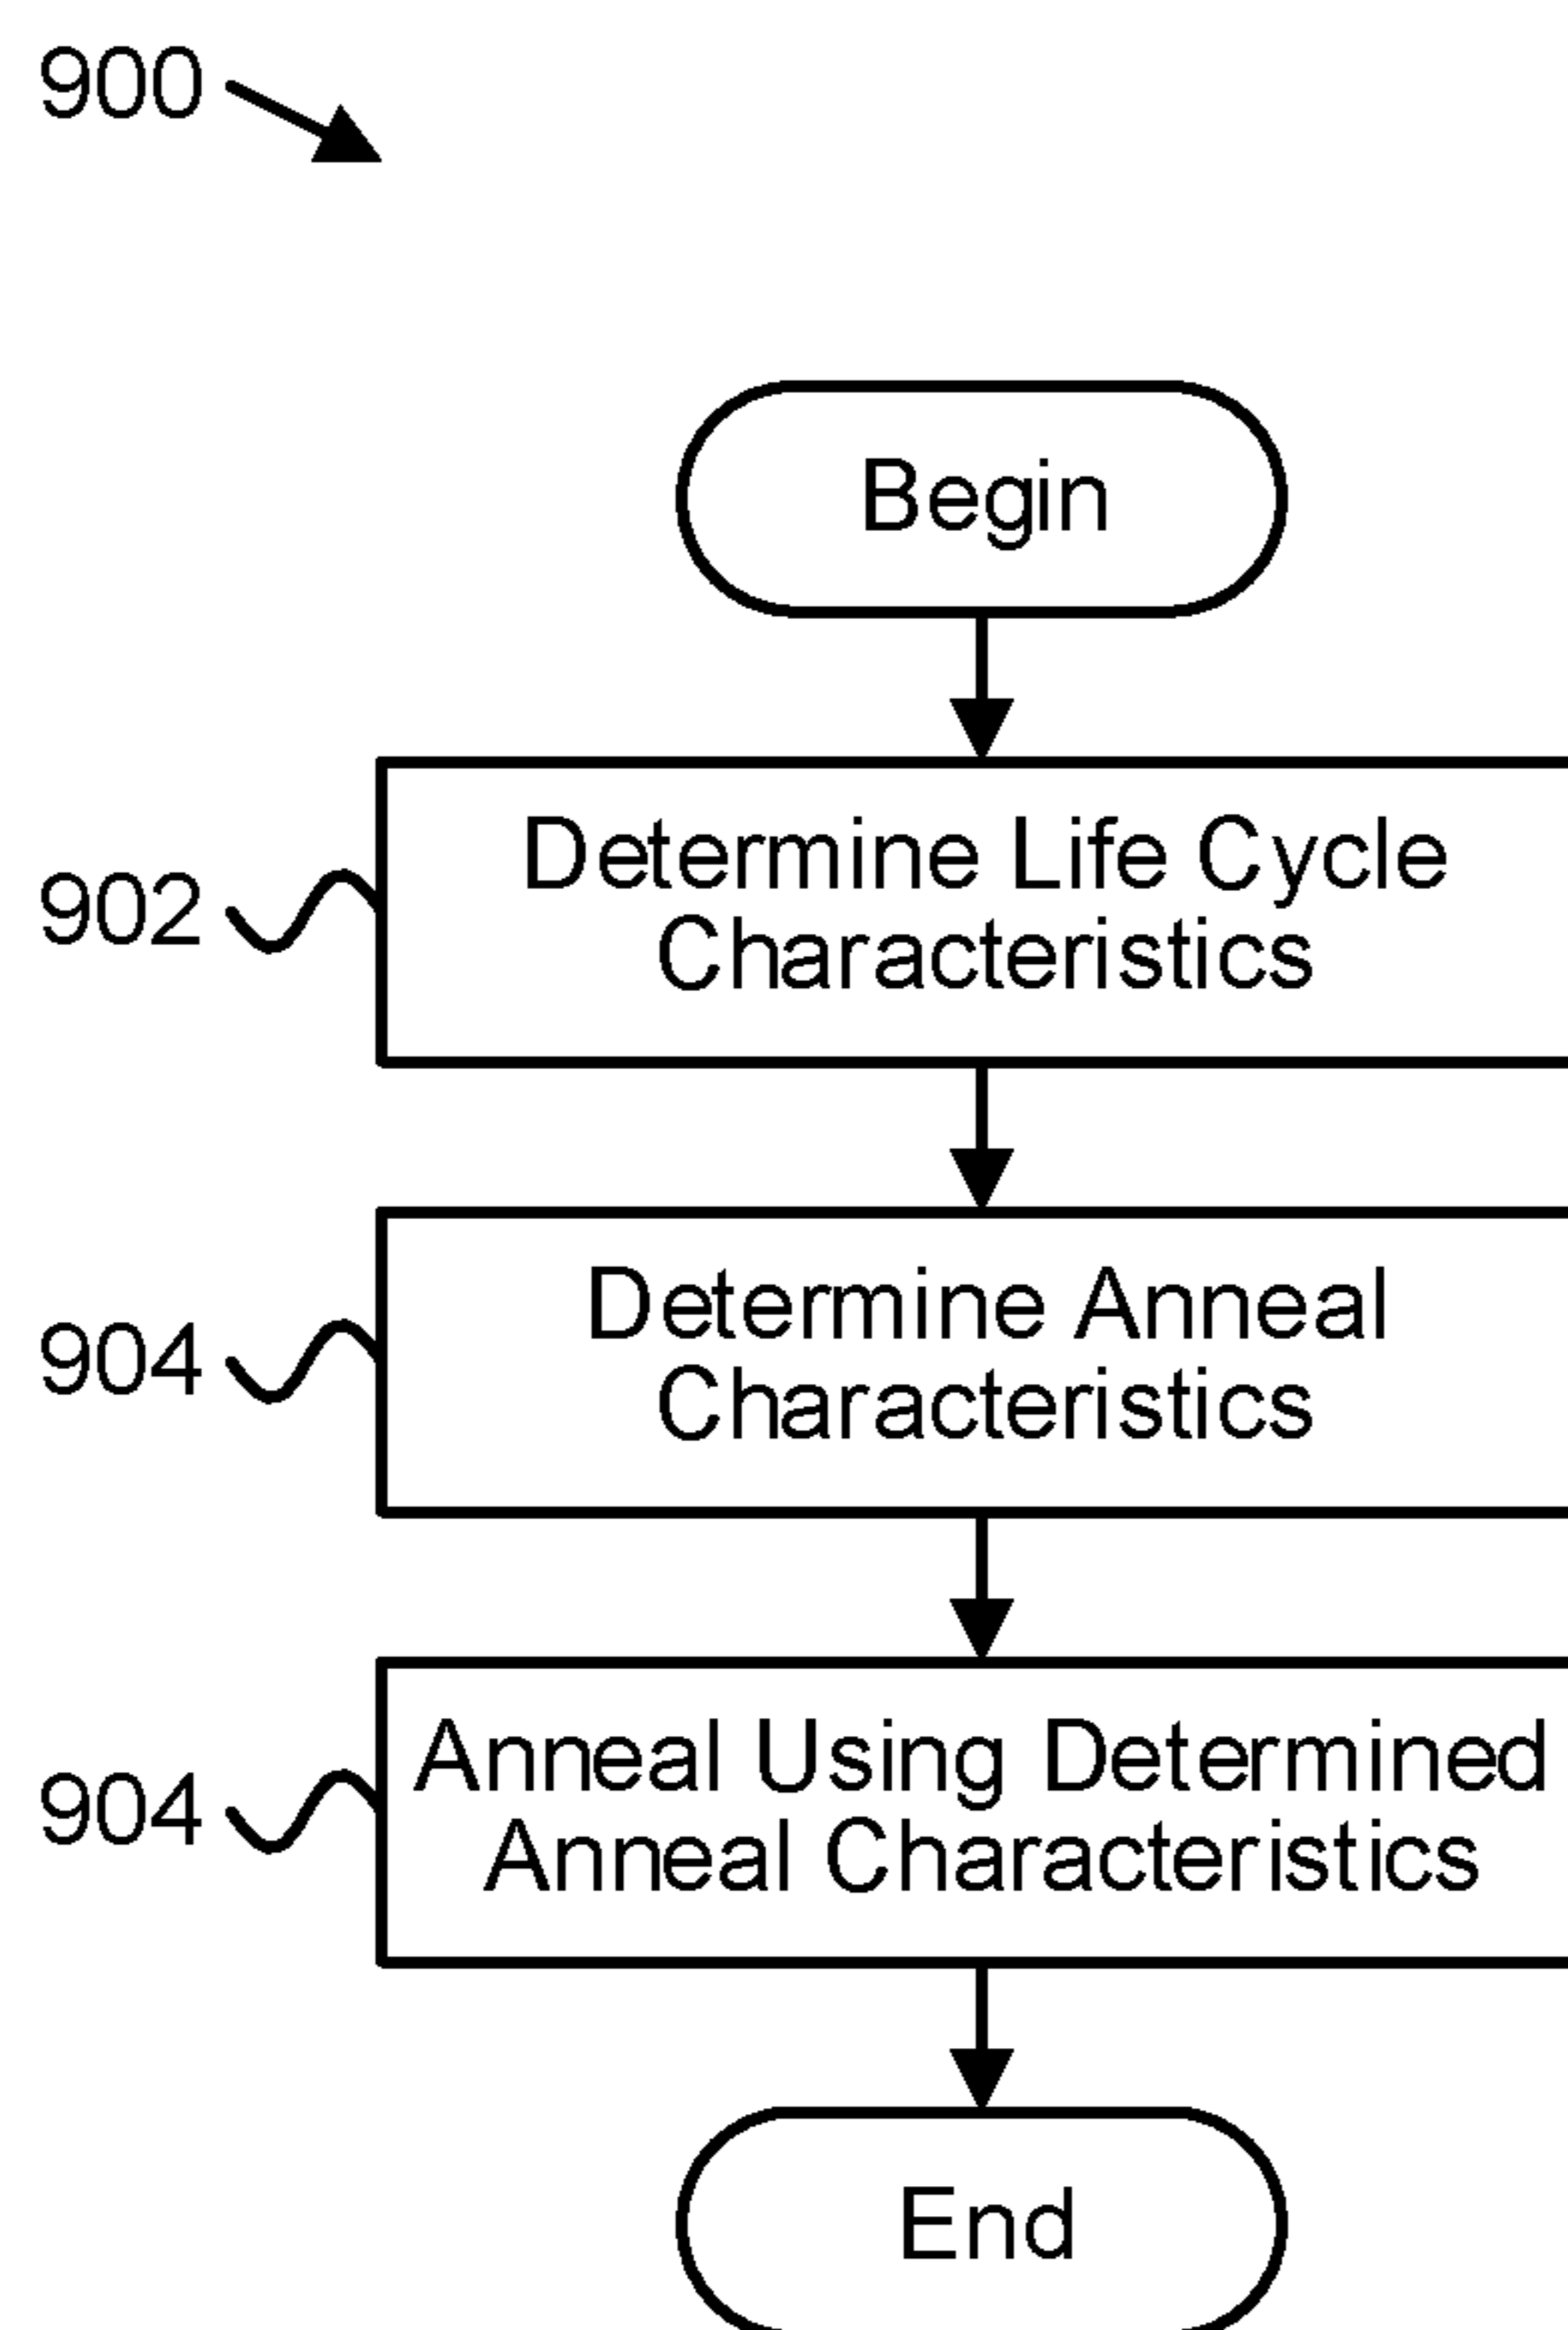 900
Begin
902
Determine Life Cycle
Characteristics
904
Determine Anneal
Characteristics
904
Anneal Using Determined
Anneal Characteristics
End